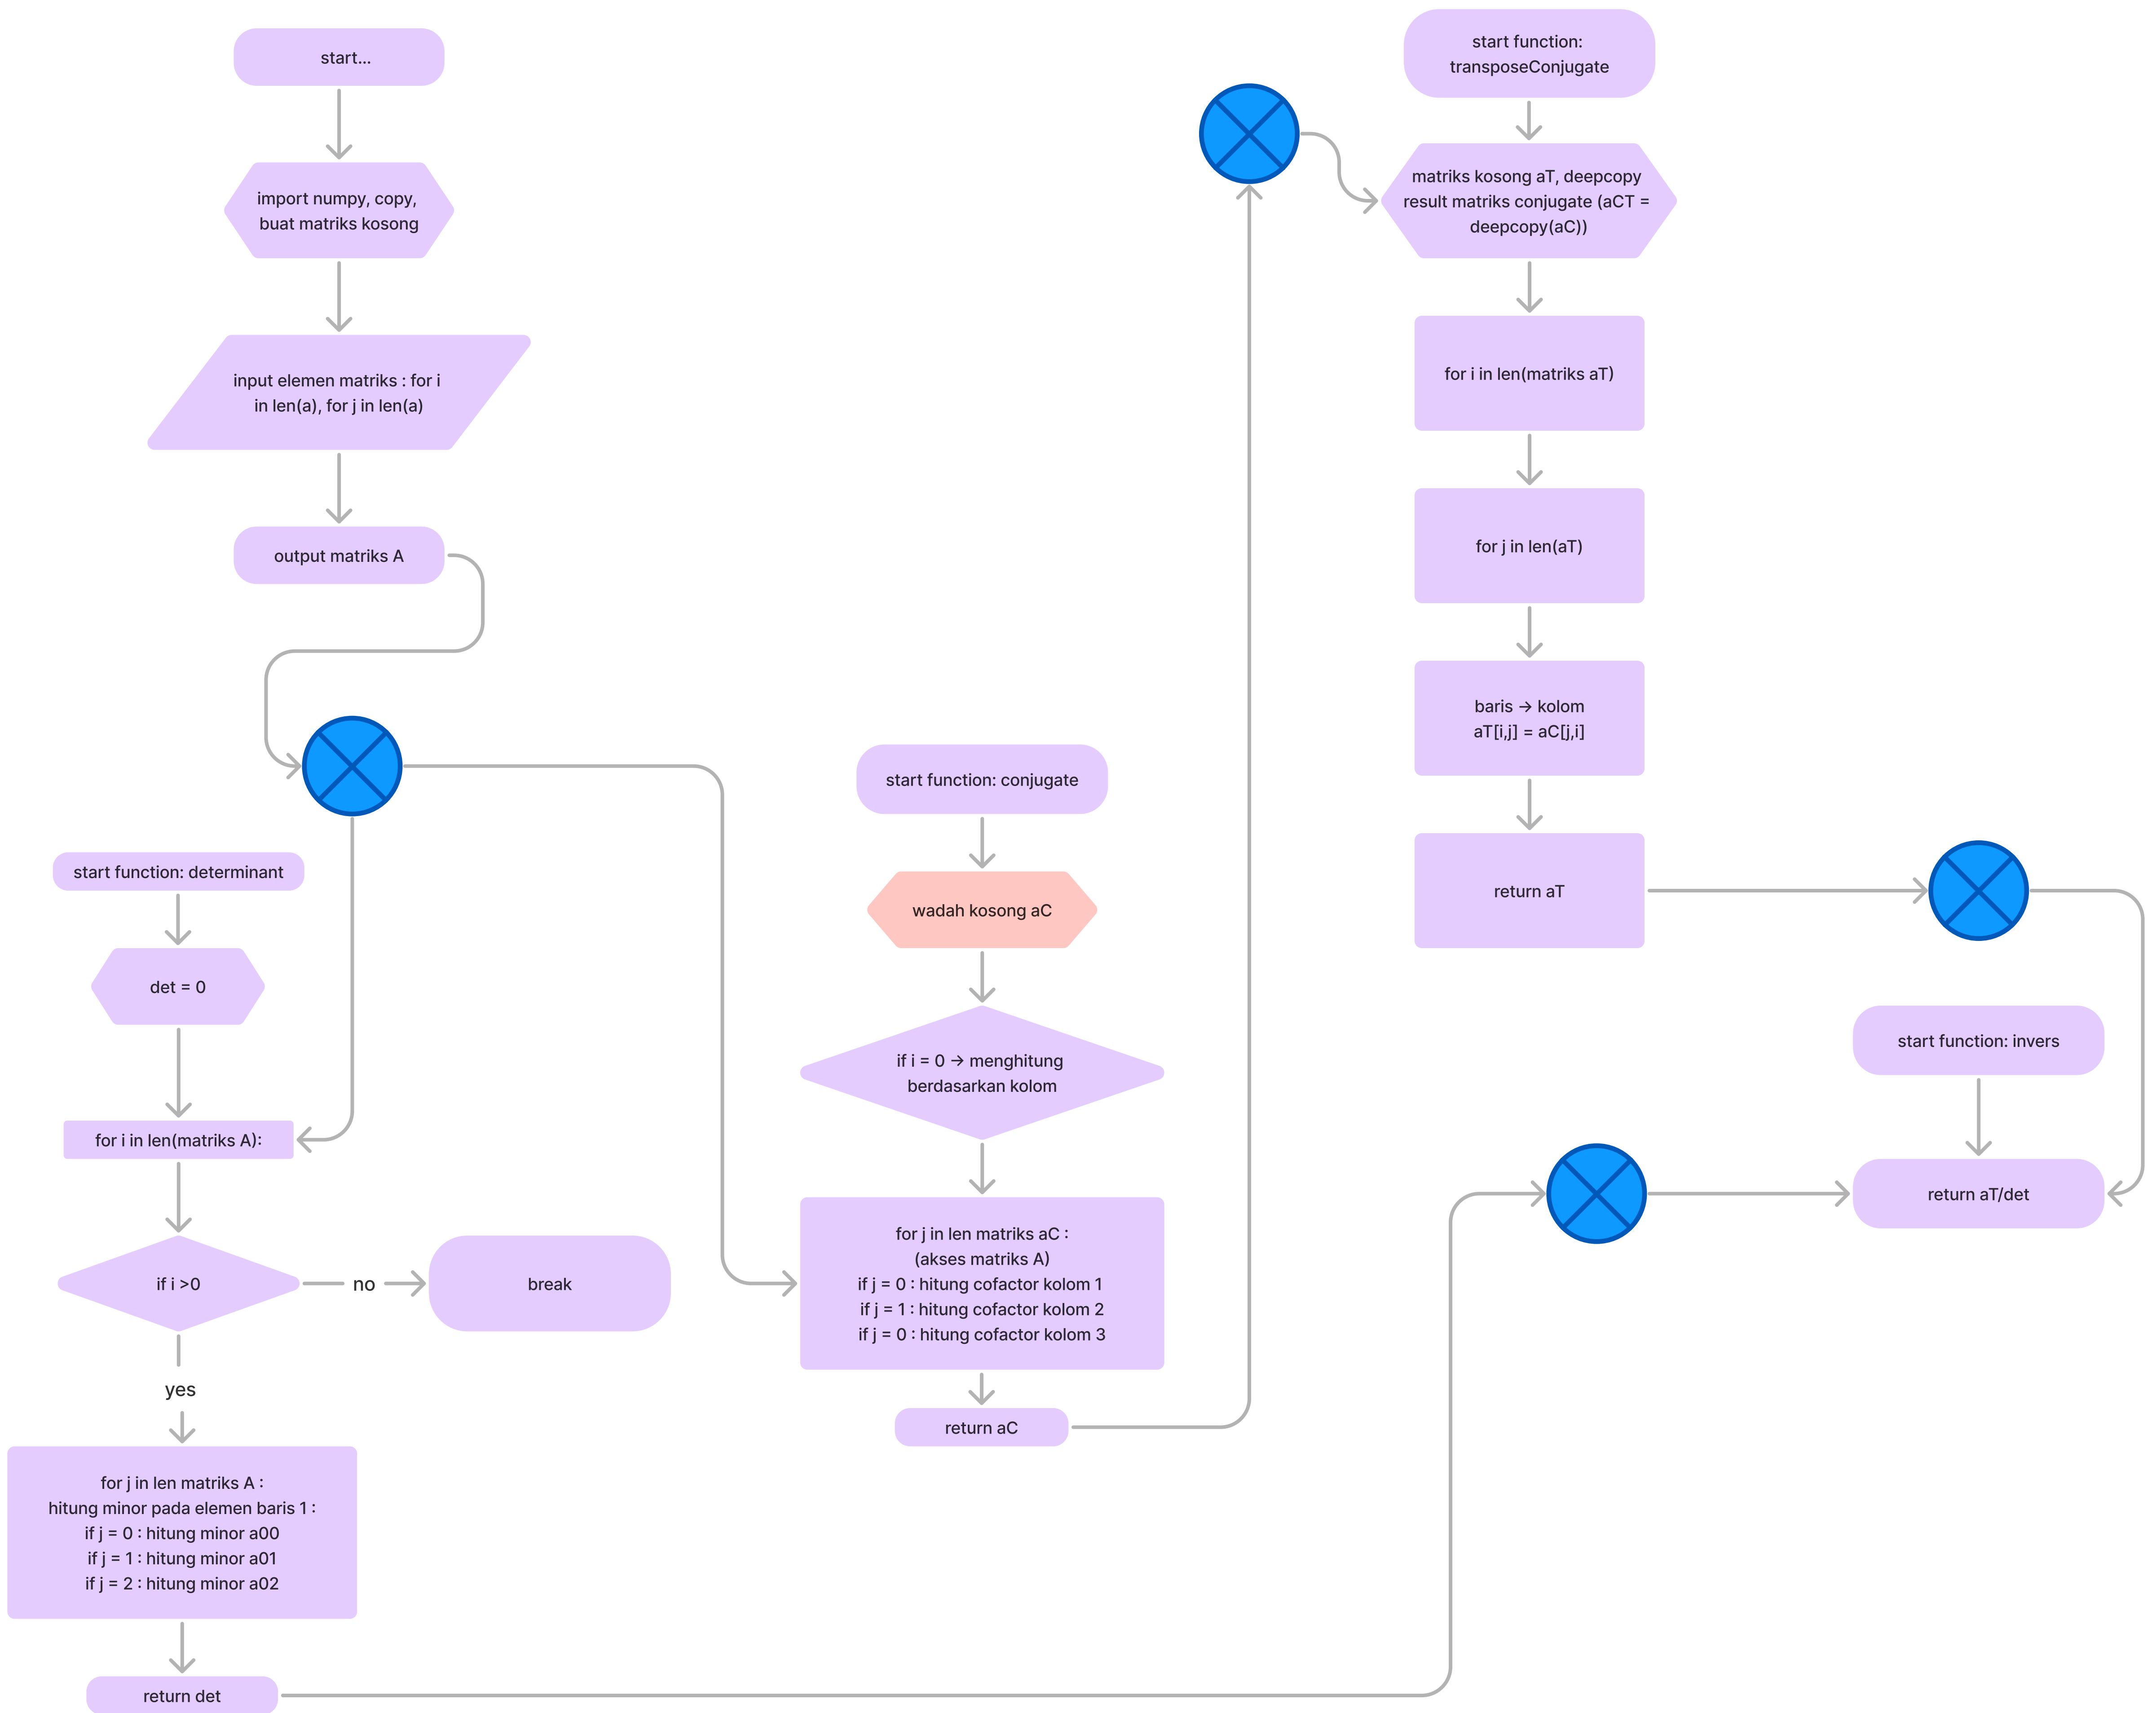 start...
import numpy, copy,
buat matriks kosong
input elemen matriks : for i
in len(a), for j in len(a)
output matriks A
start function: determinant
det = 0
for i in len(matriks A):
if i >0
no
break
yes
for j in len matriks A :
hitung minor pada elemen baris 1 :
if j = 0 : hitung minor a00
if j = 1 : hitung minor a01
if j = 2 : hitung minor a02
return det
start function: conjugate
wadah kosong aC
if i = 0 → menghitung
berdasarkan kolom
for j in len matriks aC :
(akses matriks A)
if j = 0 : hitung cofactor kolom 1
if j = 1 : hitung cofactor kolom 2
if j = 0 : hitung cofactor kolom 3
return aC
start function:
transposeConjugate
matriks kosong aT, deepcopy
result matriks conjugate (aCT =
deepcopy(aC))
for i in len(matriks aT)
for j in len(aT)
baris → kolom
aT[i,j] = aC[j,i]
return aT
start function: invers
return aT/det